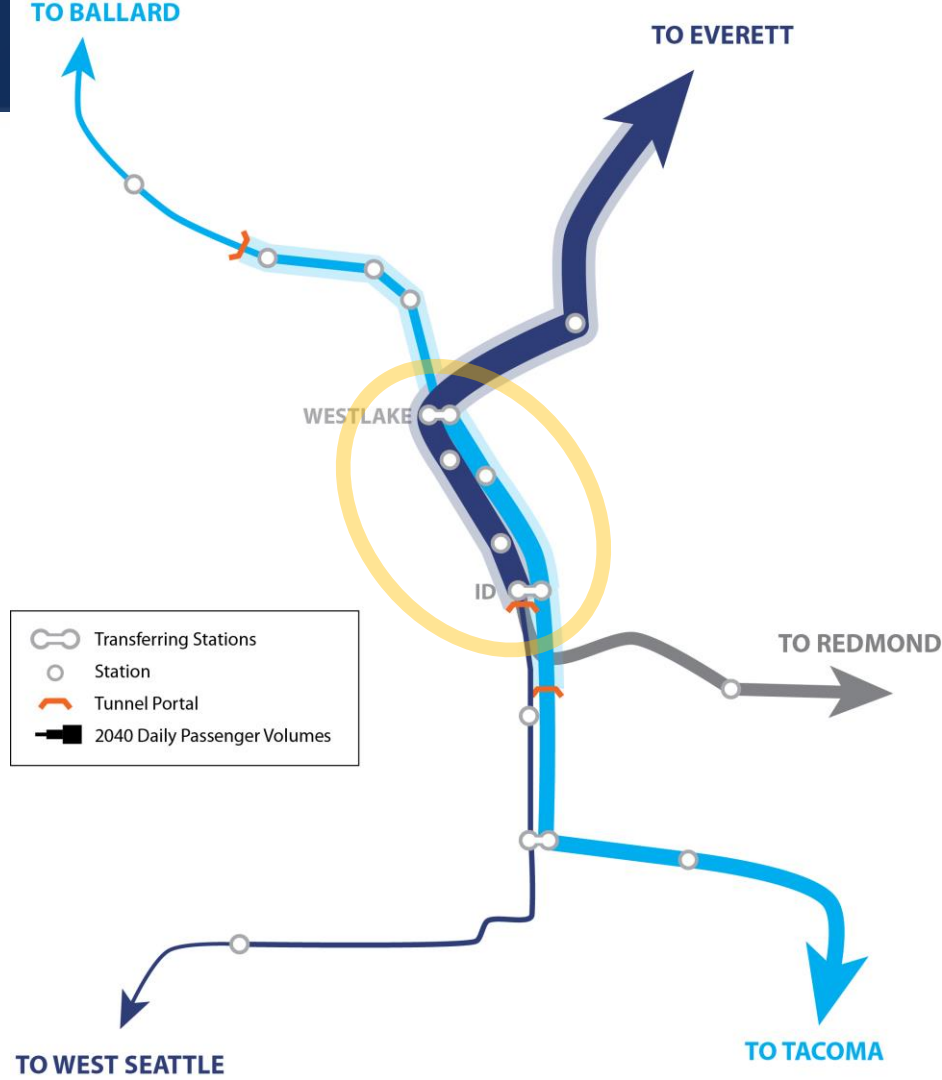 TO BALLARD
TO EVERETT
WESTLAKE
ID
Transferring Stations
Station
Tunnel Portal
2040 Daily Passenger Volumes
TO REDMOND
TO WEST SEATTLE
TO TACOMA